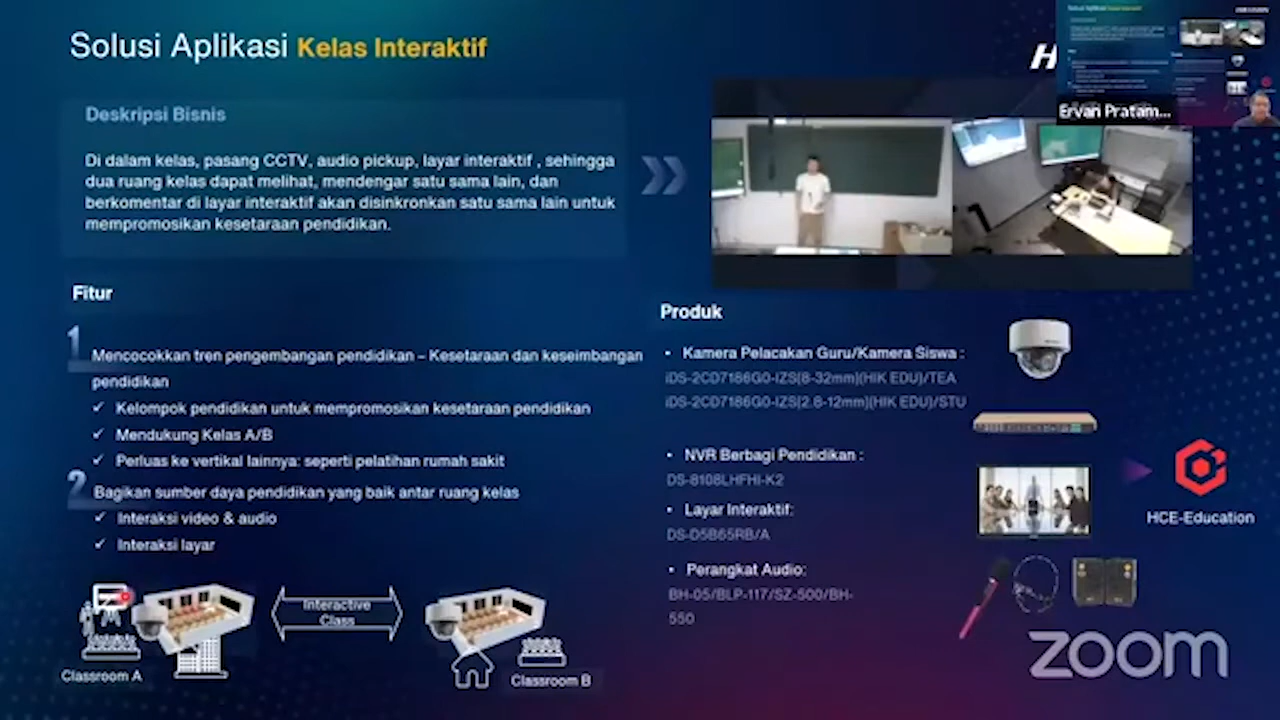 Solusi Aplikasi Kelas Interaktif
H
Ervan Pratam...
Deskripsi Bisnis
Di dalam kelas, pasang CCTV, audio pickup, layar interaktif , sehingga
dua ruang kelas dapat melihat, mendengar satu sama lain, dan
berkomentar di layar interaktif akan disinkronkan satu sama lain untuk
mempromosikan kesetaraan pendidikan.
Fitur
1
Mencocokkan tren pengembangan pendidikan – Kesetaraan dan keseimbangan
pendidikan
✓ Kelompok pendidikan untuk mempromosikan kesetaraan pendidikan
✓ Mendukung Kelas A/B
✓ Perluas ke vertikal lainnya: seperti pelatihan rumah sakit
2
Bagikan sumber daya pendidikan yang baik antar ruang kelas
✓ Interaksi video & audio
✓ Interaksi layar
Interactive
Class
Classroom A
Classroom B
Produk
• Kamera Pelacakan Guru/Kamera Siswa :
iDS-2CD7186G0-IZS(8-32mm)(HIK EDU)/TEA
iDS-2CD7186G0-IZS(2.8-12mm)(HIK EDU)/STU
• NVR Berbagi Pendidikan :
DS-8108LHFHI-K2
• Layar Interaktif:
DS-D5B65RB/A
• Perangkat Audio:
BH-05/BLP-117/SZ-500/BH-
550
HCE-Education
zoom